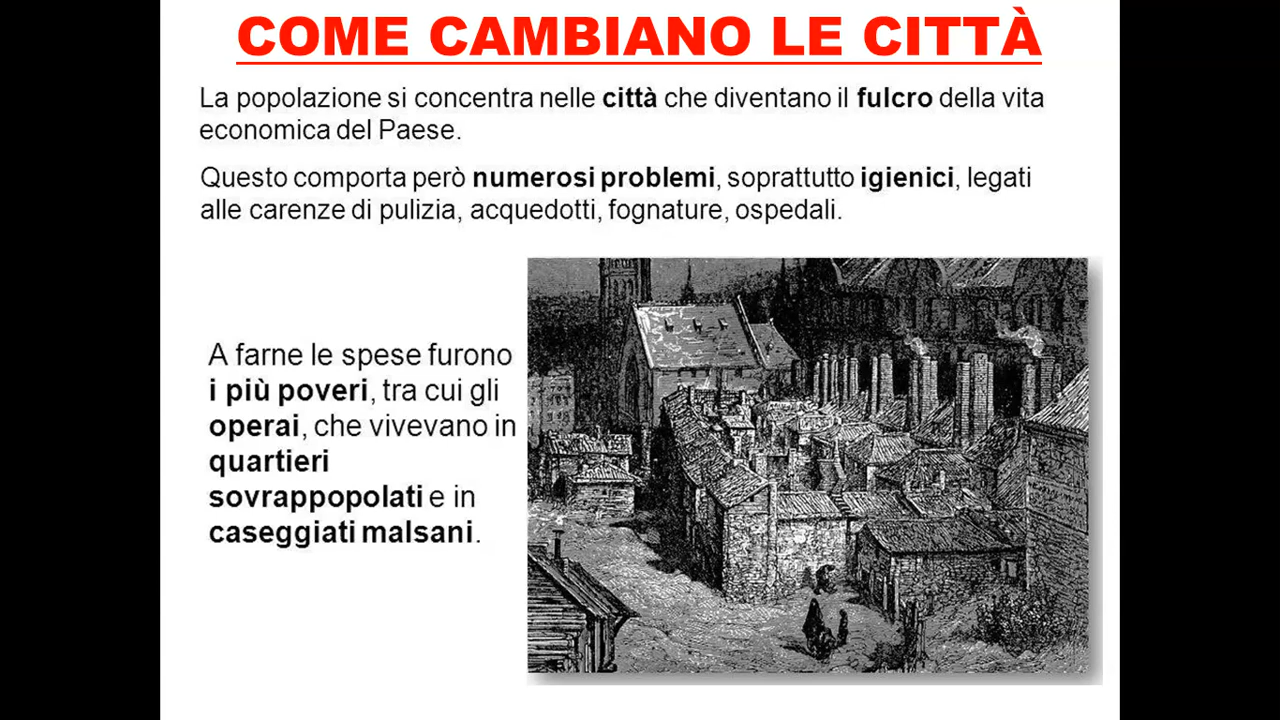 COME CAMBIANO LE CITTÀ
La popolazione si concentra nelle città che diventano il fulcro della vita
economica del Paese.
Questo comporta però numerosi problemi, soprattutto igienici, legati
alle carenze di pulizia, acquedotti, fognature, ospedali.
A farne le spese furono
i più poveri, tra cui gli
operai, che vivevano in
quartieri
sovrappopolati e in
caseggiati malsani.